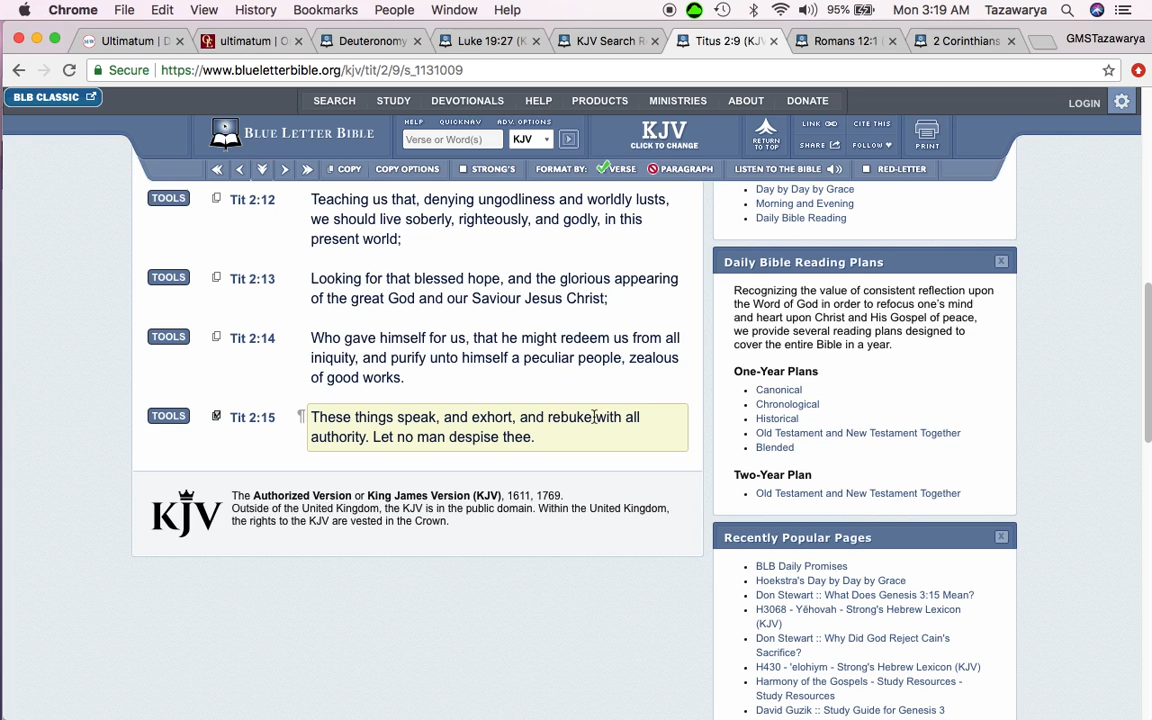 Chrome File Edit View History Bookmarks People Window Help 95% Mon 3:19 AM Tazawarya
Ultimatum | D ultimatum | O Deuteronomy Luke 19:27 (K KJV Search R Titus 2:9 (KJV Romans 12:1 2 Corinthians GMSTazawarya
Secure https://www.blueletterbible.org/kjv/tit/2/9/s_1131009
BLB CLASSIC
SEARCH STUDY DEVOTIONALS HELP PRODUCTS MINISTRIES ABOUT DONATE LOGIN
BLUE LETTER BIBLE
HELP QUICKNAV ADV. OPTIONS
Verse or Word(s) KJV
KJV
CLICK TO CHANGE
RETURN
TO TOP
LINK CITE THIS
SHARE FOLLOW
PRINT
COPY COPY OPTIONS STRONG'S FORMAT BY: VERSE PARAGRAPH LISTEN TO THE BIBLE RED-LETTER
TOOLS Tit 2:12 Teaching us that, denying ungodliness and worldly lusts,
we should live soberly, righteously, and godly, in this
present world;
TOOLS Tit 2:13 Looking for that blessed hope, and the glorious appearing
of the great God and our Saviour Jesus Christ;
TOOLS Tit 2:14 Who gave himself for us, that he might redeem us from all
iniquity, and purify unto himself a peculiar people, zealous
of good works.
TOOLS Tit 2:15 ¶ These things speak, and exhort, and rebuke with all
authority. Let no man despise thee.
KJV
The Authorized Version or King James Version (KJV), 1611, 1769.
Outside of the United Kingdom, the KJV is in the public domain. Within the United Kingdom,
the rights to the KJV are vested in the Crown.
Day by Day by Grace
Morning and Evening
Daily Bible Reading
Daily Bible Reading Plans
Recognizing the value of consistent reflection upon
the Word of God in order to refocus one's mind
and heart upon Christ and His Gospel of peace,
we provide several reading plans designed to
cover the entire Bible in a year.
One-Year Plans
Canonical
Chronological
Historical
Old Testament and New Testament Together
Blended
Two-Year Plan
Old Testament and New Testament Together
Recently Popular Pages
BLB Daily Promises
Hoekstra's Day by Day by Grace
Don Stewart :: What Does Genesis 3:15 Mean?
H3068 - Yĕhovah - Strong's Hebrew Lexicon
(KJV)
Don Stewart :: Why Did God Reject Cain's
Sacrifice?
H430 - 'elohiym - Strong's Hebrew Lexicon (KJV)
Harmony of the Gospels - Study Resources -
Study Resources
David Guzik :: Study Guide for Genesis 3